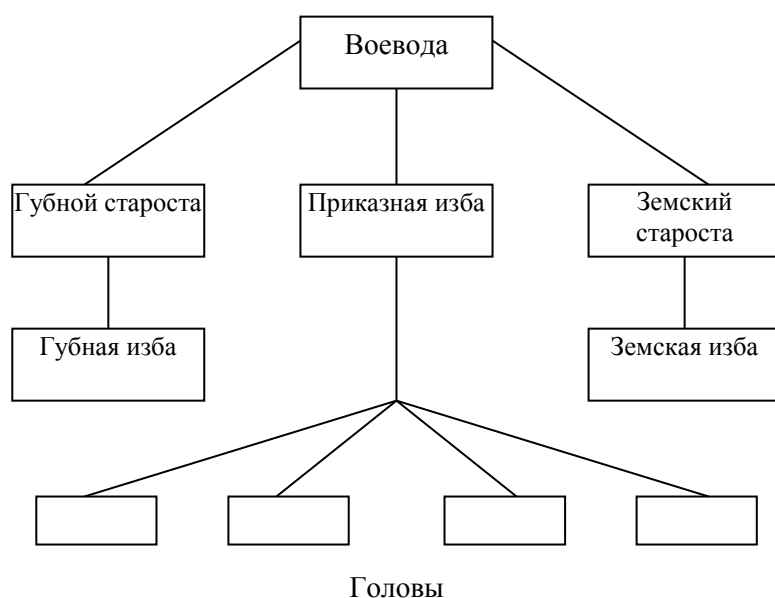 Воевода
Губной староста
Приказная изба
Земский
староста
Губная изба
Земская изба
Головы